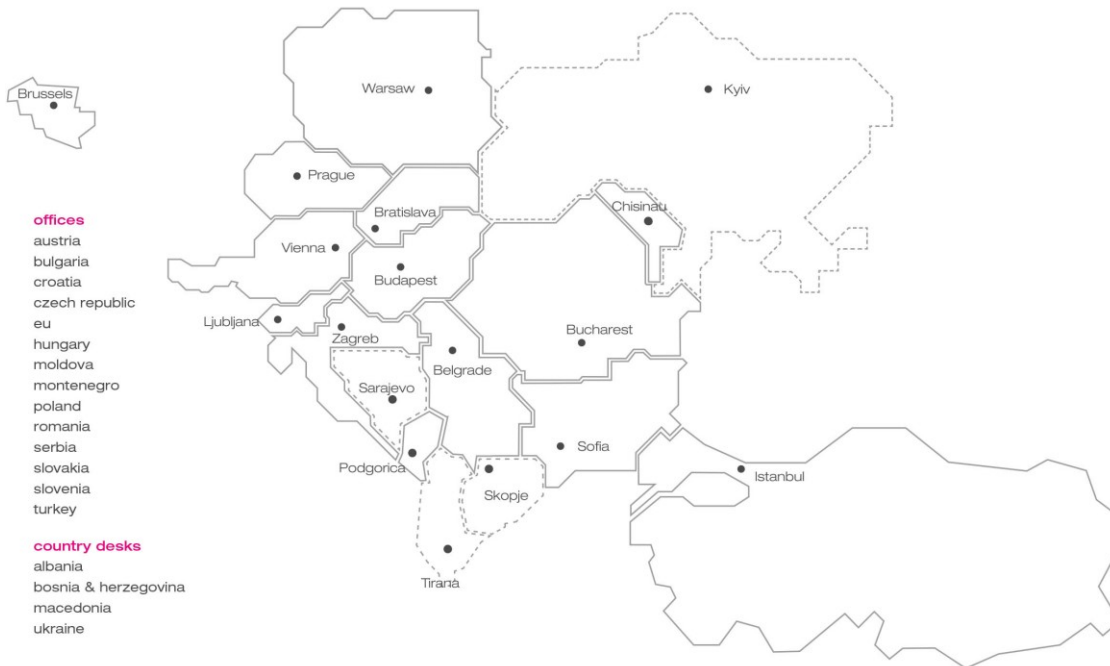 Warsaw
Kyiv
Brussels
Prague
Chisinau
Bratislava
Vienna
Budapest
Ljubljana
Zagreb
Bucharest
Belgrade
Sarajevo
Sofia
Podgorica
Istanbul
Skopje
Tirana
offices
austria
bulgaria
croatia
czech republic
eu
hungary
moldova
montenegro
poland
romania
serbia
slovakia
slovenia
turkey
country desks
albania
bosnia & herzegovina
macedonia
ukraine